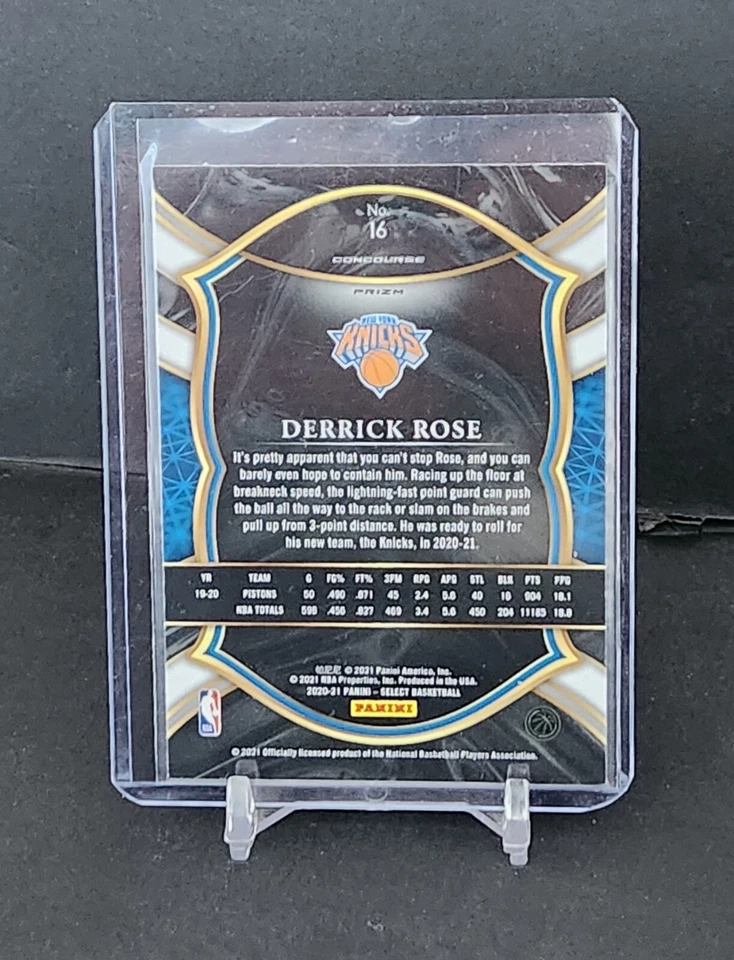 No.
16
CONCOURSE
PRIZM
NEW YORK
KNICKS
DERRICK ROSE
It's pretty apparent that you can't stop Rose, and you can
barely even hope to contain him. Racing up the floor at
breakneck speed, the lightning-fast point guard can push
the ball all the way to the rack or slam on the brakes and
pull up from 3-point distance. He was ready to roll for
his new team, the Knicks, in 2020-21.
YR TEAM G FG% FT% 3PM RPG APG STL BLK PTS PPG
19-20 PISTONS 50 .490 .871 45 2.4 5.6 40 16 904 18.1
NBA TOTALS 596 .456 .827 469 3.4 5.6 450 204 11185 18.8
帕尼尼 © 2021 Panini America, Inc.
© 2021 NBA Properties, Inc. Produced in the USA.
2020-21 PANINI – SELECT BASKETBALL
PANINI
© 2021 Officially licensed product of the National Basketball Players Association.